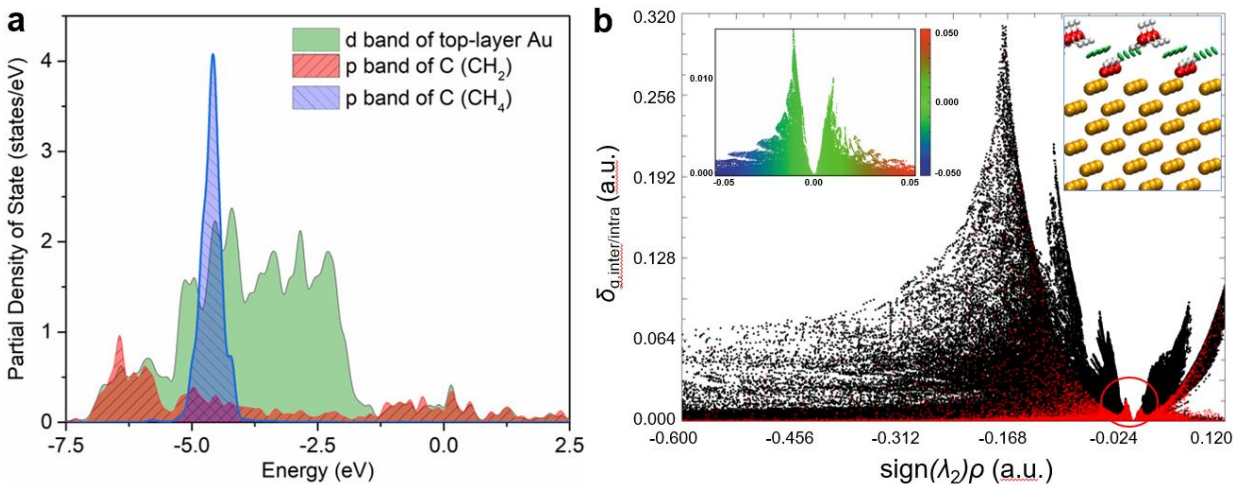 a
Partial Density of State (states/eV)
4
3
2
1
0
d band of top-layer Au
p band of C (CH₂)
p band of C (CH₄)
-7.5 -5.0 -2.5 0.0 2.5
Energy (eV)
b
δg,inter/intra (a.u.)
0.320
0.256
0.192
0.128
0.064
0.000
0.010
0.000
-0.05 0.00 0.05
0.050
0.000
-0.050
-0.600 -0.456 -0.312 -0.168 -0.024 0.120
sign(λ₂)ρ (a.u.)